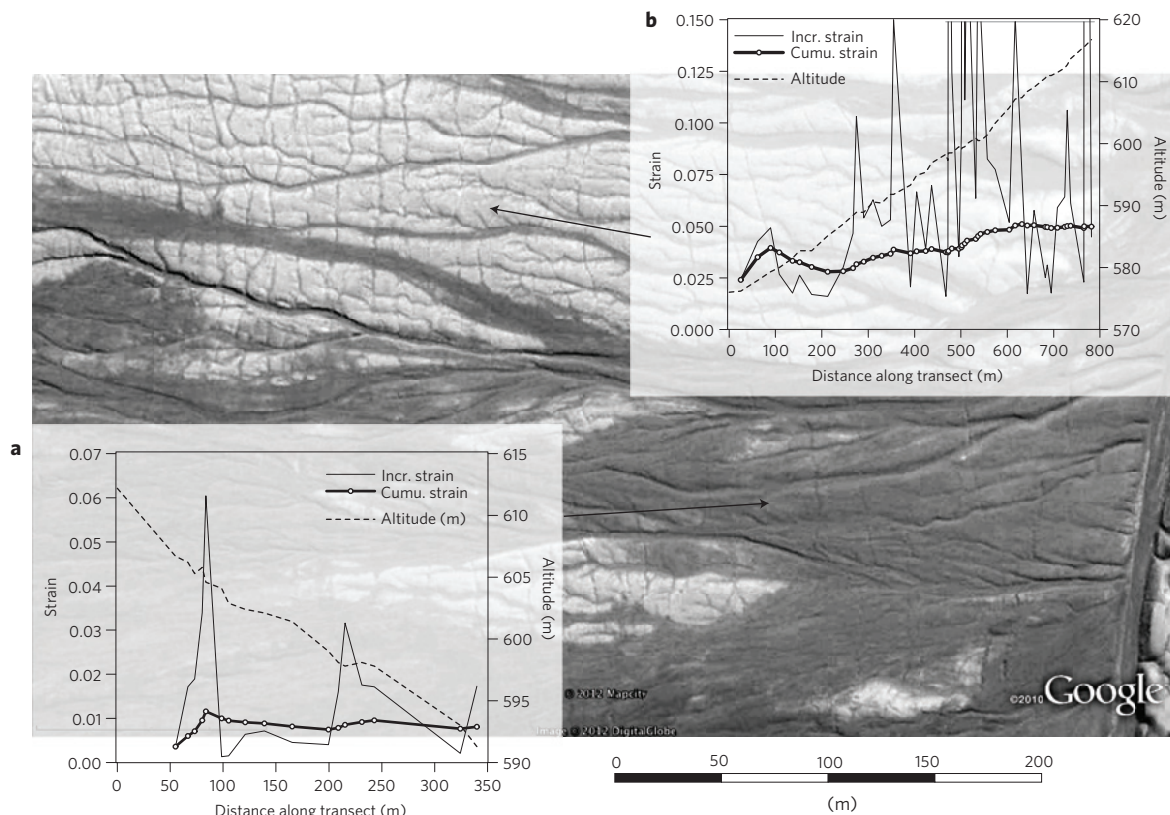 b
0.150
0.125
0.100
0.075
0.050
0.025
0.000
Strain
Incr. strain
Cumu. strain
Altitude
620
610
600
590
580
570
Altitude (m)
0 100 200 300 400 500 600 700 800
Distance along transect (m)
a
0.07
0.06
0.05
0.04
0.03
0.02
0.01
0.00
Strain
Incr. strain
Cumu. strain
Altitude (m)
615
610
605
600
595
590
Altitude (m)
0 50 100 150 200 250 300 350
Distance along transect (m)
© 2012 Mapcity
Image © 2012 DigitalGlobe
©2010 Google
0 50 100 150 200
(m)